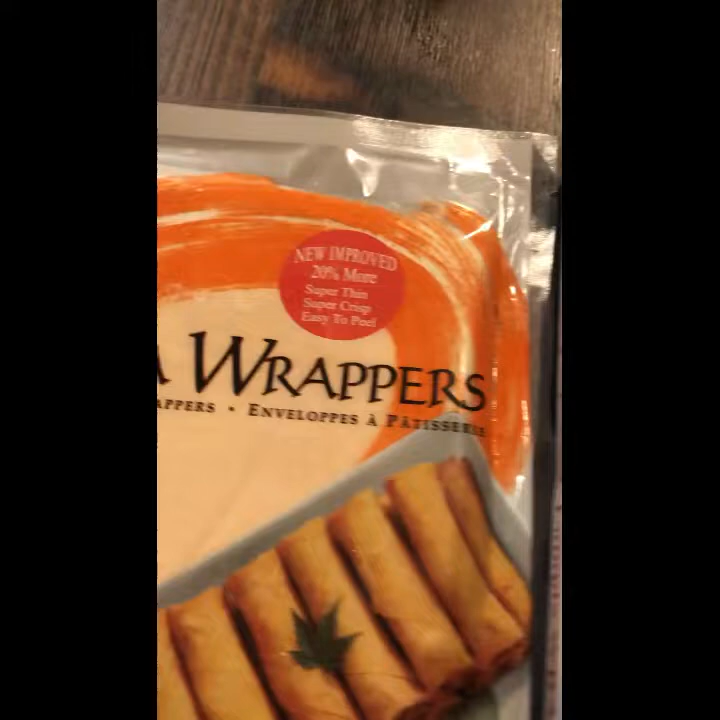 NEW IMPROVED
20% More
Super Thin
Super Crisp
Easy To Peel
WRAPPERS
APPERS • ENVELOPPES À PÂTISSERIE